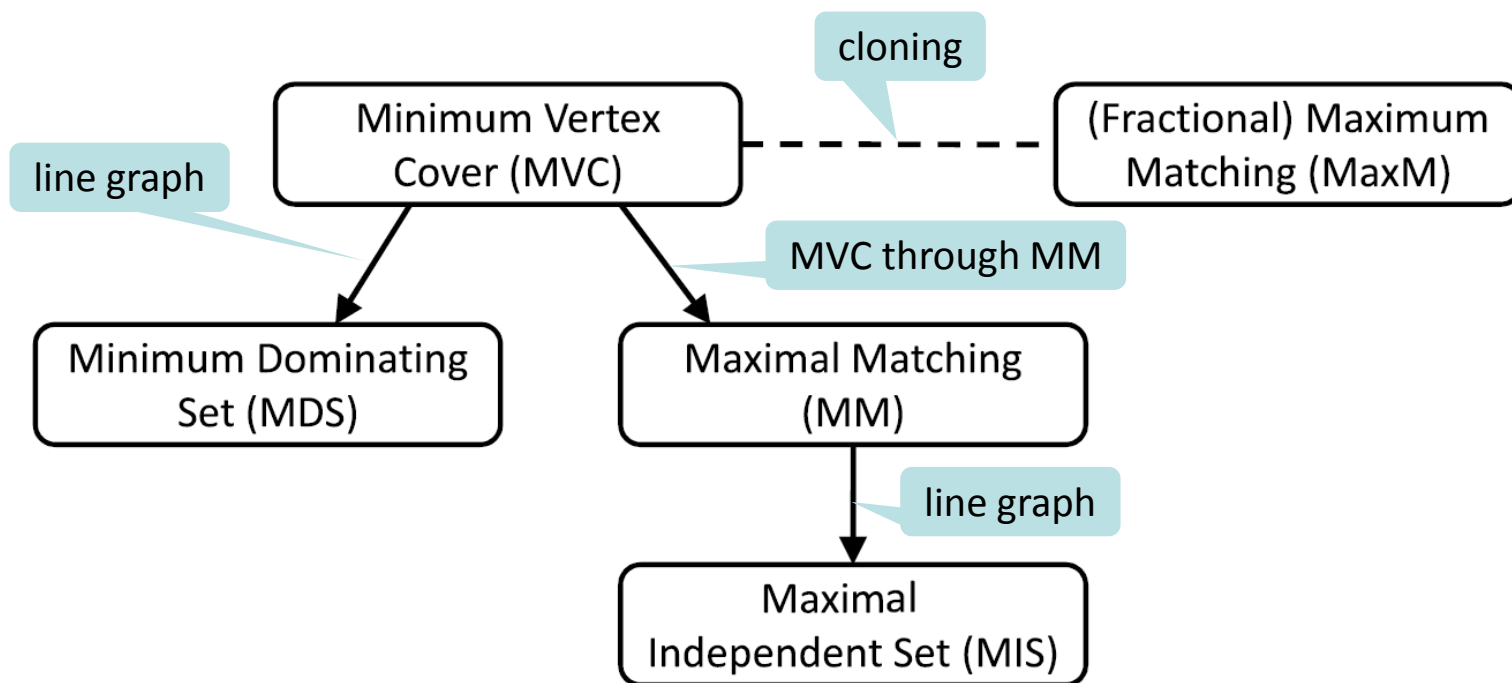 cloning
Minimum Vertex
Cover (MVC)
(Fractional) Maximum
Matching (MaxM)
line graph
MVC through MM
Minimum Dominating
Set (MDS)
Maximal Matching
(MM)
line graph
Maximal
Independent Set (MIS)